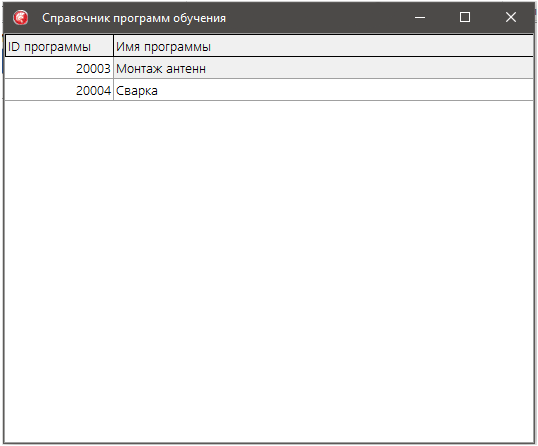 Справочник программ обучения
ID программы Имя программы
20003 Монтаж антенн
20004 Сварка